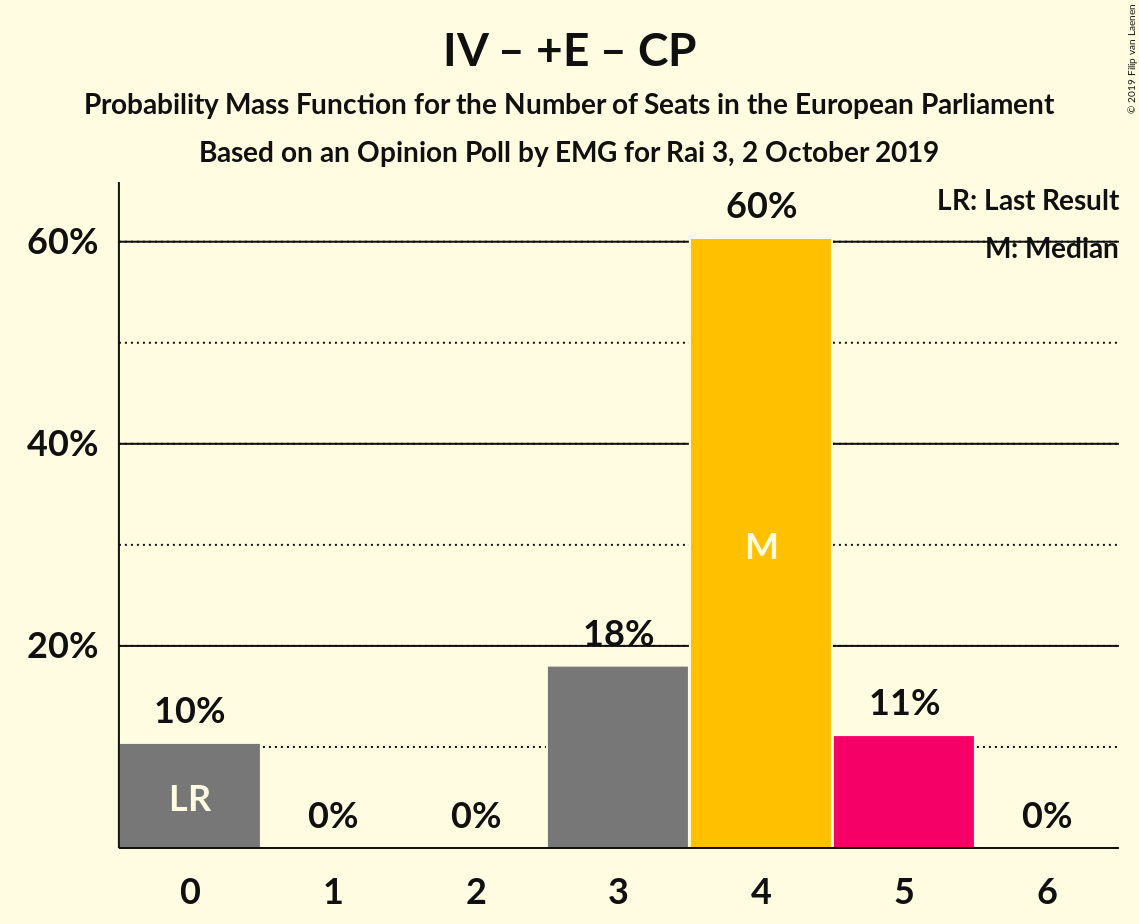 IV – +E – CP
Probability Mass Function for the Number of Seats in the European Parliament
Based on an Opinion Poll by EMG for Rai 3, 2 October 2019
© 2019 Filip van Laenen
LR: Last Result
M: Median
60%
40%
20%
10%
0%
0%
18%
60%
11%
0%
LR
M
0 1 2 3 4 5 6